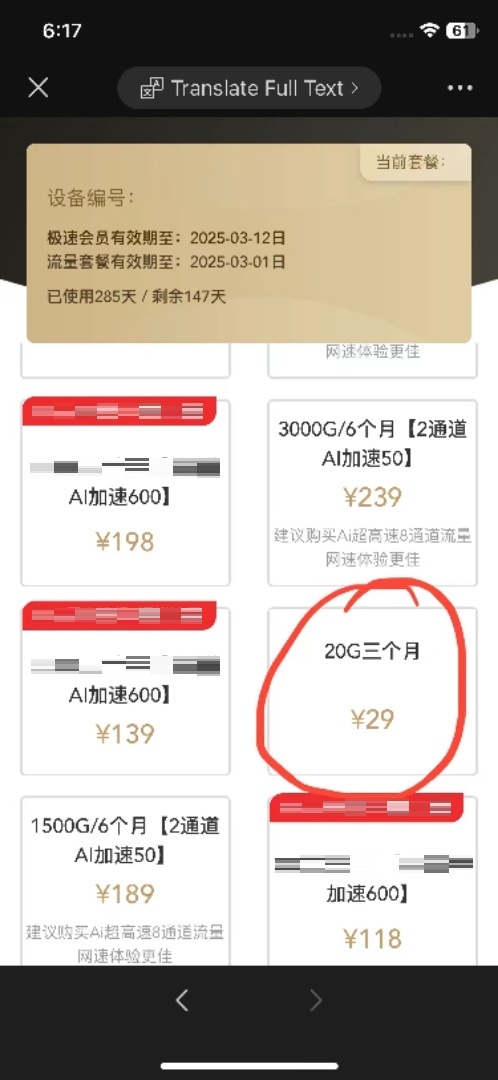 6:17
61
Translate Full Text
当前套餐：
设备编号：
极速会员有效期至：2025-03-12日
流量套餐有效期至：2025-03-01日
已使用285天 / 剩余147天
网速体验更佳
AI加速600】
¥198
3000G/6个月【2通道
AI加速50】
¥239
建议购买Ai超高速8通道流量
网速体验更佳
AI加速600】
¥139
20G三个月
¥29
1500G/6个月【2通道
AI加速50】
¥189
建议购买Ai超高速8通道流量
网速体验更佳
加速600】
¥118